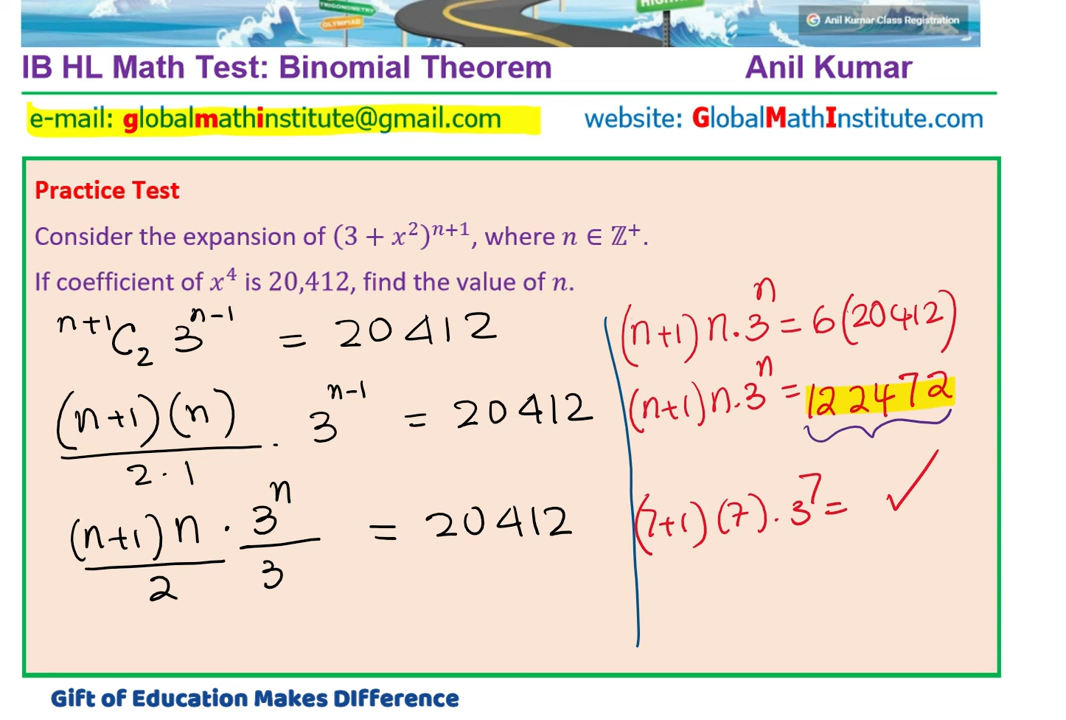 TRIGONOMETRY
OLYMPIAD
Anil Kumar Class Registration
IB HL Math Test: Binomial Theorem Anil Kumar
e-mail: globalmathinstitute@gmail.com website: GlobalMathInstitute.com
Practice Test
Consider the expansion of (3 + x²)ⁿ⁺¹, where n ∈ ℤ⁺.
If coefficient of x⁴ is 20,412, find the value of n.
ⁿ⁺¹C₂ 3ⁿ⁻¹ = 20412
(n+1)(n)/2·1 · 3ⁿ⁻¹ = 20412
(n+1)n/2 · 3ⁿ/3 = 20412
(n+1)n·3ⁿ = 6(20412)
(n+1)n·3ⁿ = 122472
(7+1)(7)·3⁷ = ✓
Gift of Education Makes DIfference